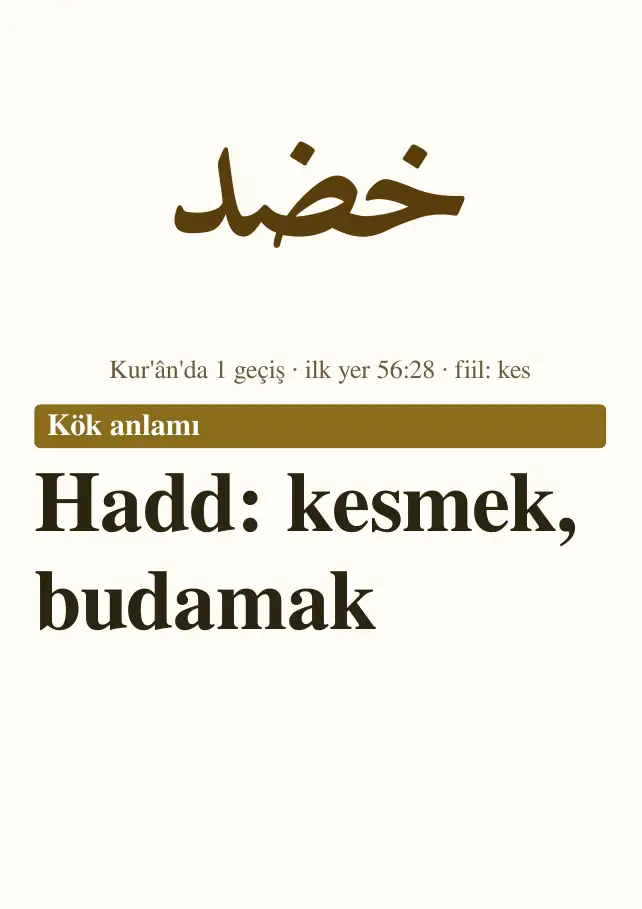 خضد
Kur'ân'da 1 geçiş · ilk yer 56:28 · fiil: kes
Kök anlamı
Hadd: kesmek,
budamak